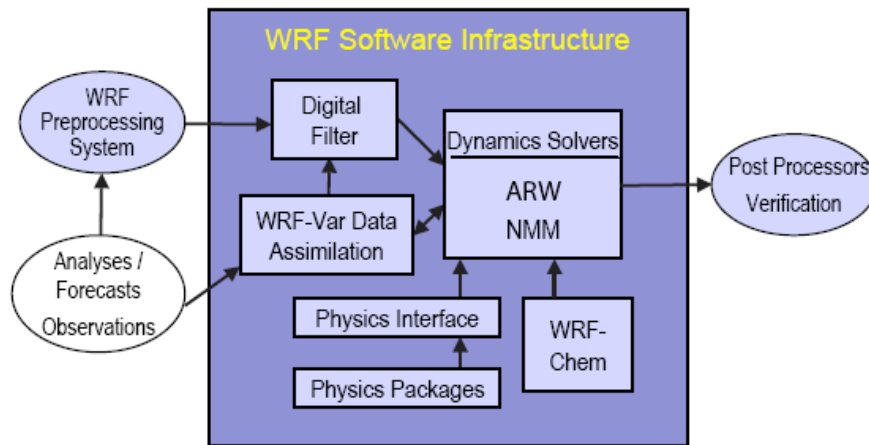 WRF Software Infrastructure
WRF
Preprocessing
System
Digital
Filter
Dynamics Solvers
ARW
NMM
Post Processors
Verification
WRF-Var Data
Assimilation
Analyses /
Forecasts
Observations
Physics Interface
WRF-
Chem
Physics Packages